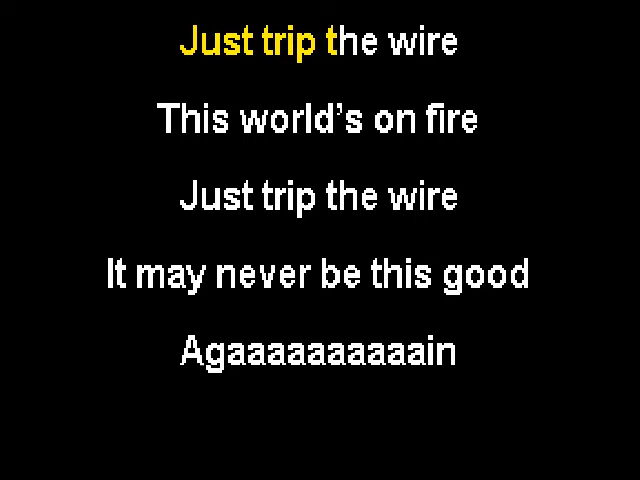 Just trip the wire
This world's on fire
Just trip the wire
It may never be this good
Agaaaaaaaaaain